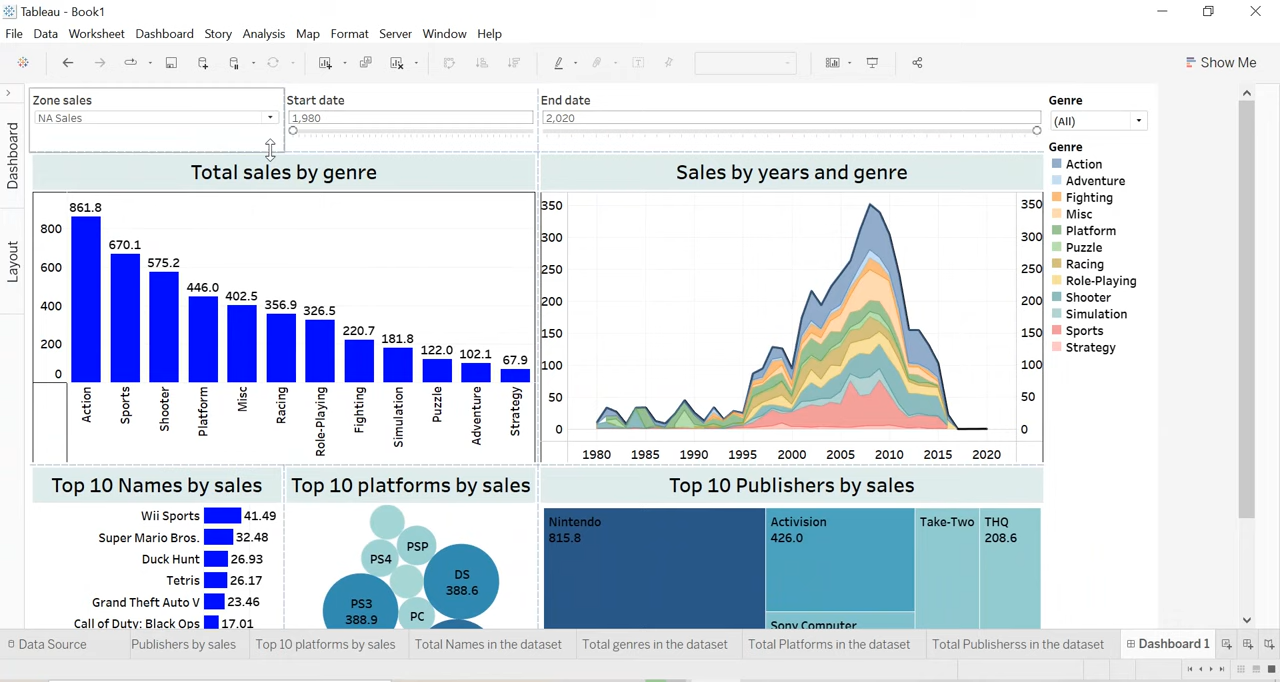 Tableau - Book1
File Data Worksheet Dashboard Story Analysis Map Format Server Window Help
Show Me
Dashboard
Layout
Zone sales
NA Sales
Start date
1,980
End date
2,020
Genre
(All)
Genre
Action
Adventure
Fighting
Misc
Platform
Puzzle
Racing
Role-Playing
Shooter
Simulation
Sports
Strategy
Total sales by genre
800
600
400
200
0
861.8
670.1
575.2
446.0
402.5
356.9
326.5
220.7
181.8
122.0
102.1
67.9
Action
Sports
Shooter
Platform
Misc
Racing
Role-Playing
Fighting
Simulation
Puzzle
Adventure
Strategy
Sales by years and genre
350
300
250
200
150
100
50
0
350
300
250
200
150
100
50
0
1980 1985 1990 1995 2000 2005 2010 2015 2020
Top 10 Names by sales
Wii Sports 41.49
Super Mario Bros. 32.48
Duck Hunt 26.93
Tetris 26.17
Grand Theft Auto V 23.46
Call of Duty: Black Ops 17.01
Top 10 platforms by sales
PSP
PS4
DS
388.6
PS3
388.9
PC
Top 10 Publishers by sales
Nintendo
815.8
Activision
426.0
Take-Two
THQ
208.6
Sony Computer
Data Source
Publishers by sales
Top 10 platforms by sales
Total Names in the dataset
Total genres in the dataset
Total Platforms in the dataset
Total Publisherss in the dataset
Dashboard 1